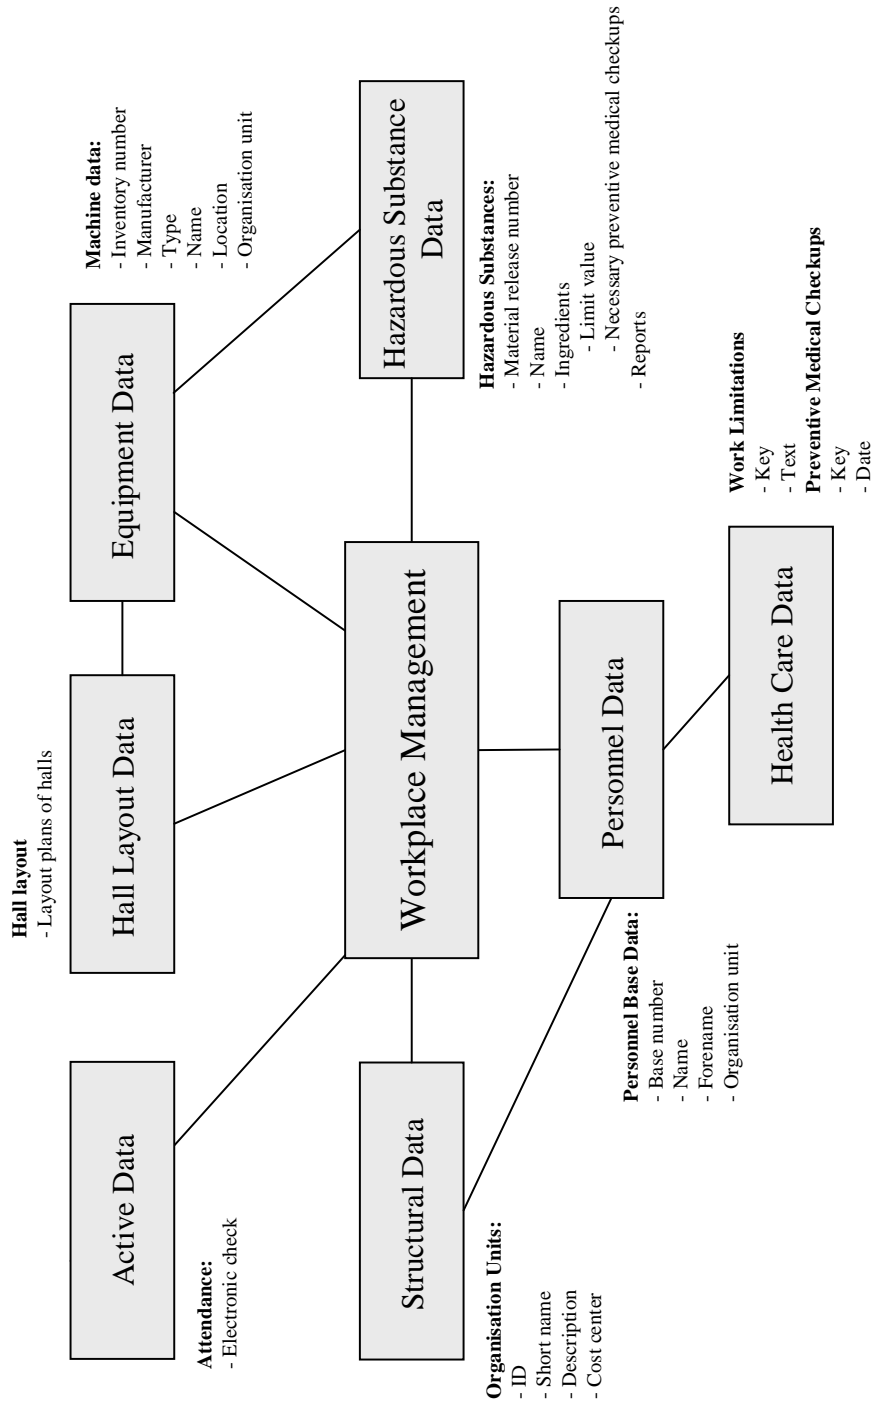 Hall layout
- Layout plans of halls
Active Data
Hall Layout Data
Equipment Data
Machine data:
- Inventory number
- Manufacturer
- Type
- Name
- Location
- Organisation unit
Attendance:
- Electronic check
Structural Data
Workplace Management
Hazardous Substance
Data
Organisation Units:
- ID
- Short name
- Description
- Cost center
Hazardous Substances:
- Material release number
- Name
- Ingredients
- Limit value
- Necessary preventive medical checkups
- Reports
Personnel Data
Personnel Base Data:
- Base number
- Name
- Forename
- Organisation unit
Health Care Data
Work Limitations
- Key
- Text
Preventive Medical Checkups
- Key
- Date